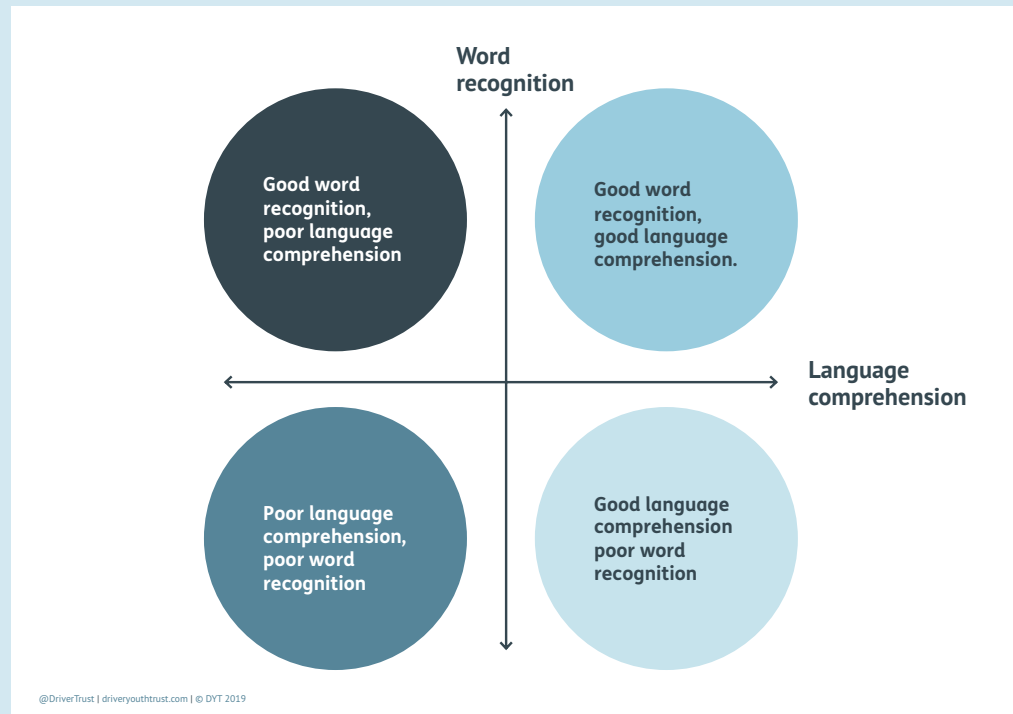 Word
recognition
Good word
recognition,
poor language
comprehension
Good word
recognition,
good language
comprehension.
Language
comprehension
Poor language
comprehension,
poor word
recognition
Good language
comprehension
poor word
recognition
@DriverTrust | driveryouthtrust.com | © DYT 2019